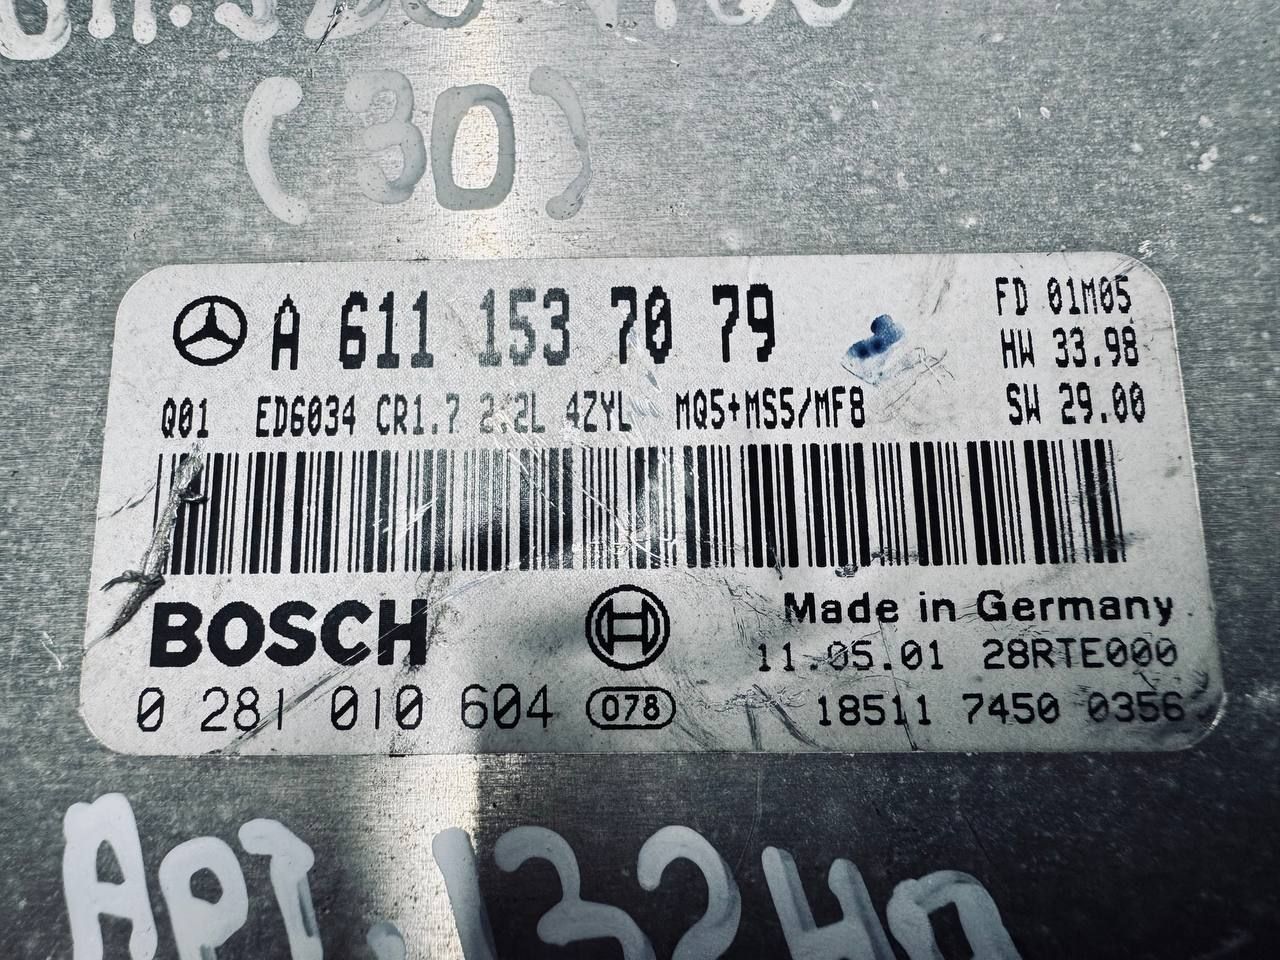 (30)
A 611 153 70 79
FD 01M05
HW 33.98
Q01 ED6034 CR1.7 2.2L 4ZYL MQ5+MS5/MF8
SW 29.00
BOSCH
Made in Germany
11.05.01 28RTE000
0 281 010 604 078
18511 7450 0356
Арт.